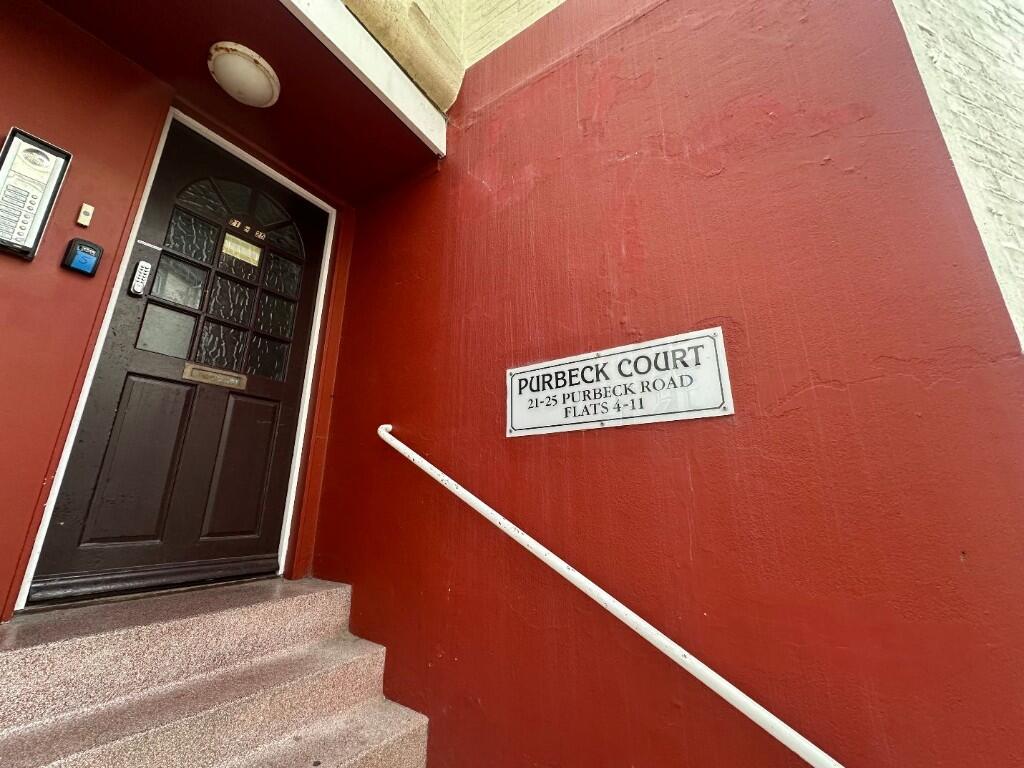 PURBECK COURT
21-25 PURBECK ROAD
FLATS 4-11